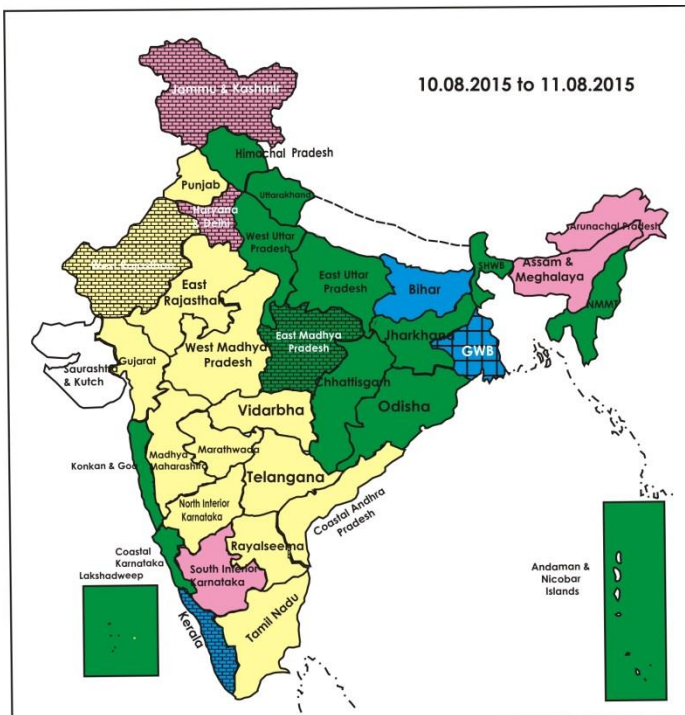 10.08.2015 to 11.08.2015
Jammu & Kashmir
Himachal Pradesh
Punjab
Uttarakhand
Haryana
Delhi
West Uttar
Pradesh
Arunachal Pradesh
West Rajasthan
East
Rajasthan
East Uttar
Pradesh
Bihar
SHWB
Assam &
Meghalaya
NMMT
Saurashtra
& Kutch
Gujarat
West Madhya
Pradesh
East Madhya
Pradesh
Jharkhand
GWB
Chhattisgarh
Odisha
Vidarbha
Konkan & Goa
Madhya
Maharashtra
Marathwada
Telangana
North Interior
Karnataka
Coastal Andhra
Pradesh
Rayalseema
Coastal
Karnataka
South Interior
Karnataka
Lakshadweep
Kerala
Tamil Nadu
Andaman &
Nicobar
Islands